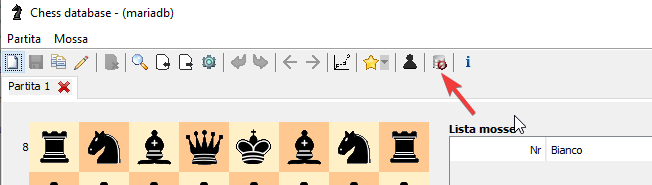 Chess database - (mariadb)
Partita Mossa
Partita 1
8
Lista mosse
Nr Bianco